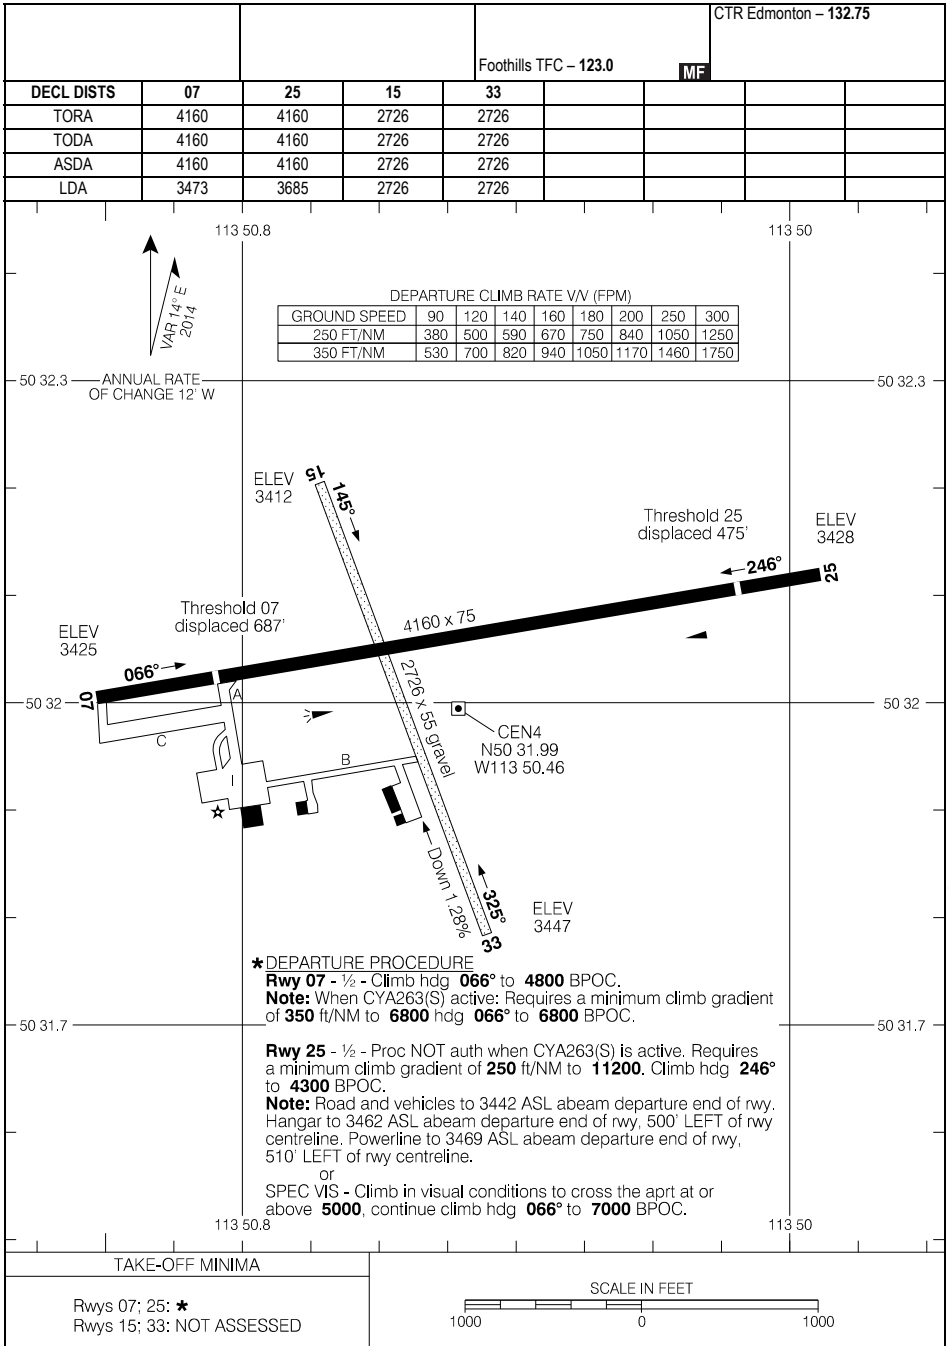 CTR Edmonton – 132.75
Foothills TFC – 123.0
MF
DECL DISTS 07 25 15 33
TORA 4160 4160 2726 2726
TODA 4160 4160 2726 2726
ASDA 4160 4160 2726 2726
LDA 3473 3685 2726 2726
113 50.8 113 50
VAR 14° E
2014
DEPARTURE CLIMB RATE V/V (FPM)
GROUND SPEED 90 120 140 160 180 200 250 300
250 FT/NM 380 500 590 670 750 840 1050 1250
350 FT/NM 530 700 820 940 1050 1170 1460 1750
50 32.3 50 32.3
ANNUAL RATE
OF CHANGE 12' W
15
ELEV
3412
145°
Threshold 25
displaced 475'
ELEV
3428
246°
25
Threshold 07
displaced 687'
4160 x 75
ELEV
3425
066°
07
A
2726 x 55 gravel
50 32 50 32
C
CEN4
N50 31.99
W113 50.46
B
I
Down 1.28%
325°
33
ELEV
3447
* DEPARTURE PROCEDURE
Rwy 07 - ½ - Climb hdg 066° to 4800 BPOC.
Note: When CYA263(S) active: Requires a minimum climb gradient
of 350 ft/NM to 6800 hdg 066° to 6800 BPOC.
50 31.7 50 31.7
Rwy 25 - ½ - Proc NOT auth when CYA263(S) is active. Requires
a minimum climb gradient of 250 ft/NM to 11200. Climb hdg 246°
to 4300 BPOC.
Note: Road and vehicles to 3442 ASL abeam departure end of rwy.
Hangar to 3462 ASL abeam departure end of rwy, 500' LEFT of rwy
centreline. Powerline to 3469 ASL abeam departure end of rwy,
510' LEFT of rwy centreline.
or
SPEC VIS - Climb in visual conditions to cross the aprt at or
above 5000, continue climb hdg 066° to 7000 BPOC.
113 50.8 113 50
TAKE-OFF MINIMA
Rwys 07; 25: *
Rwys 15; 33: NOT ASSESSED
SCALE IN FEET
1000 0 1000